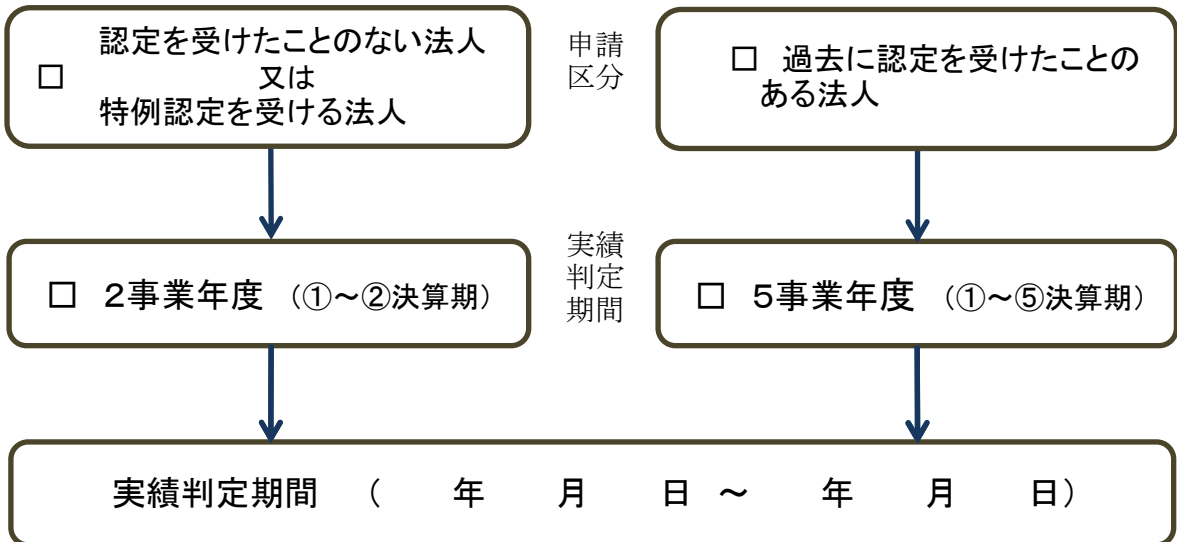 認定を受けたことのない法人
□ 又は
特例認定を受ける法人
申請
区分
□ 過去に認定を受けたことの
ある法人
□ 2事業年度 (①~②決算期)
実績
判定
期間
□ 5事業年度 (①~⑤決算期)
実績判定期間 ( 年 月 日 ~ 年 月 日)